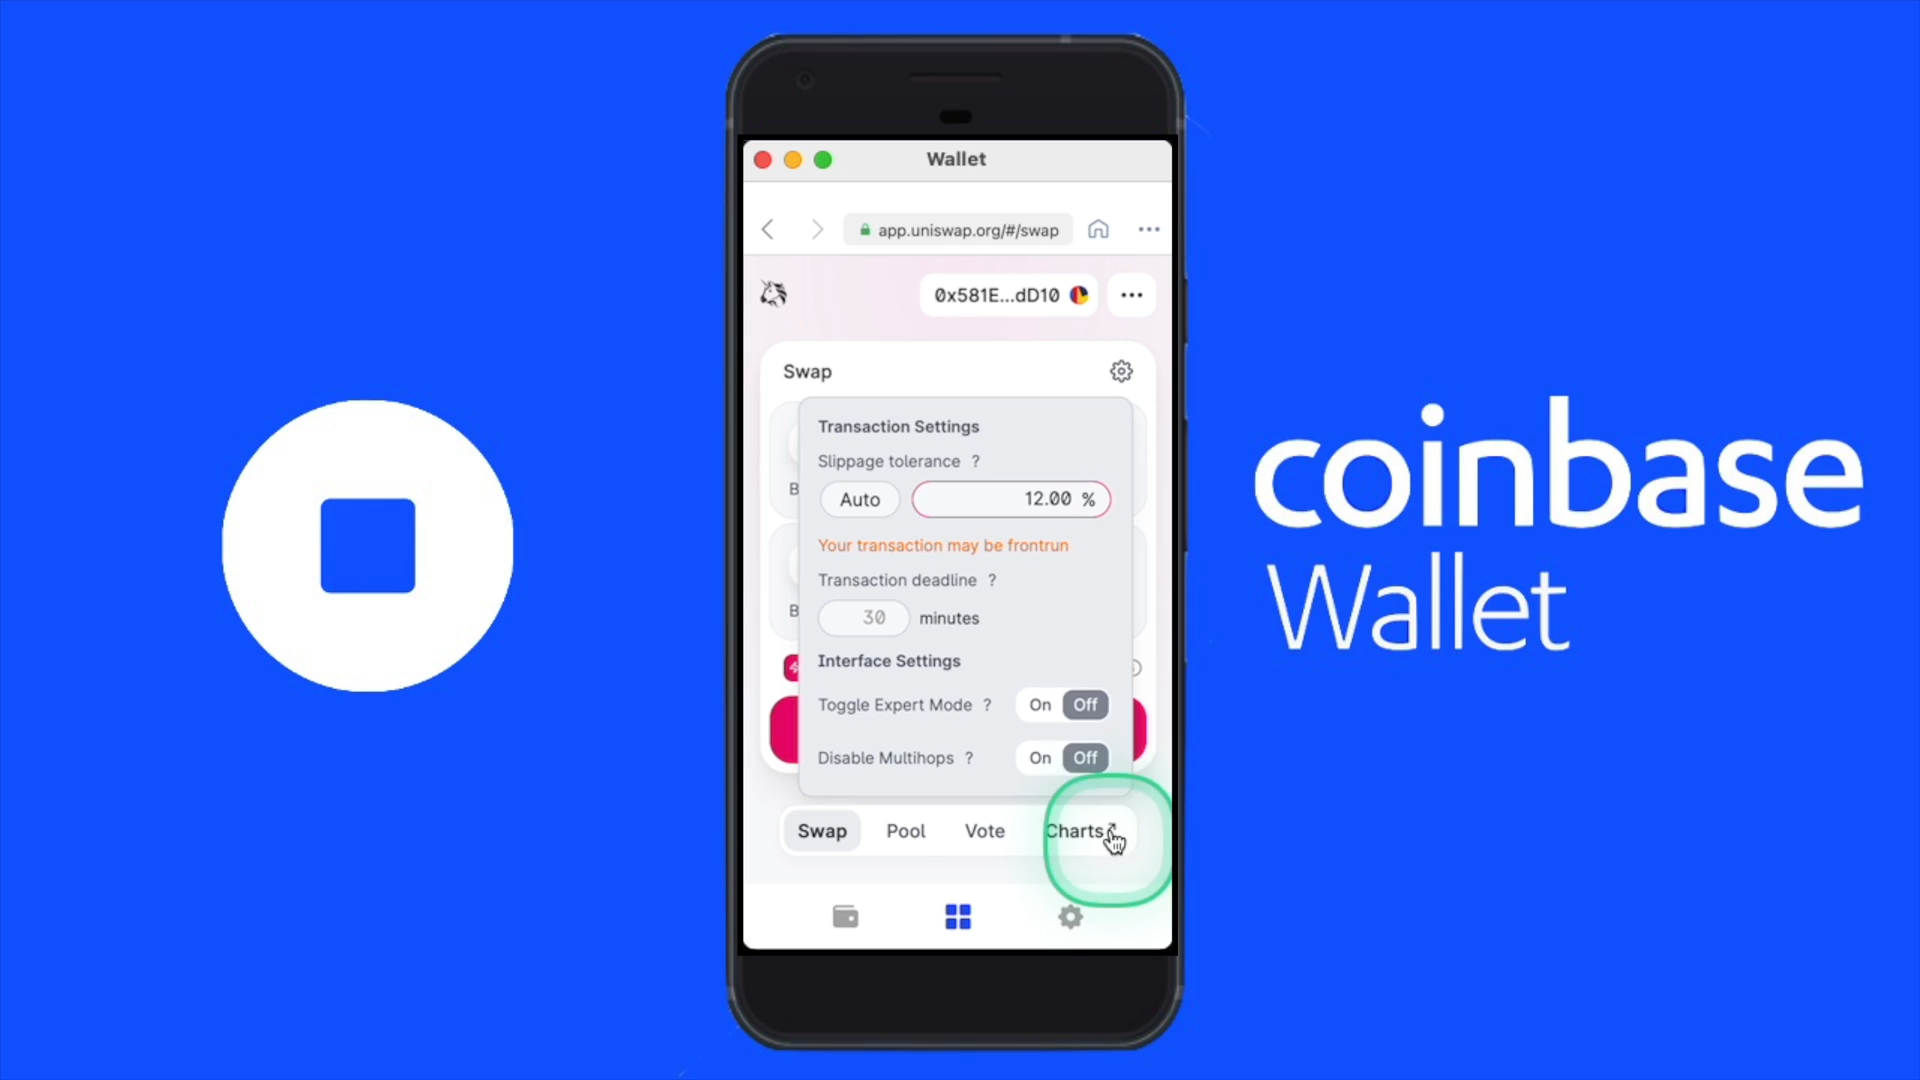 Wallet
app.uniswap.org/#/swap
0x581E...dD10
Swap
Transaction Settings
Slippage tolerance ?
Auto 12.00 %
B
Your transaction may be frontrun
Transaction deadline ?
30 minutes
B
Interface Settings
Toggle Expert Mode ? On Off
Disable Multihops ? On Off
Swap Pool Vote Charts
coinbase
Wallet